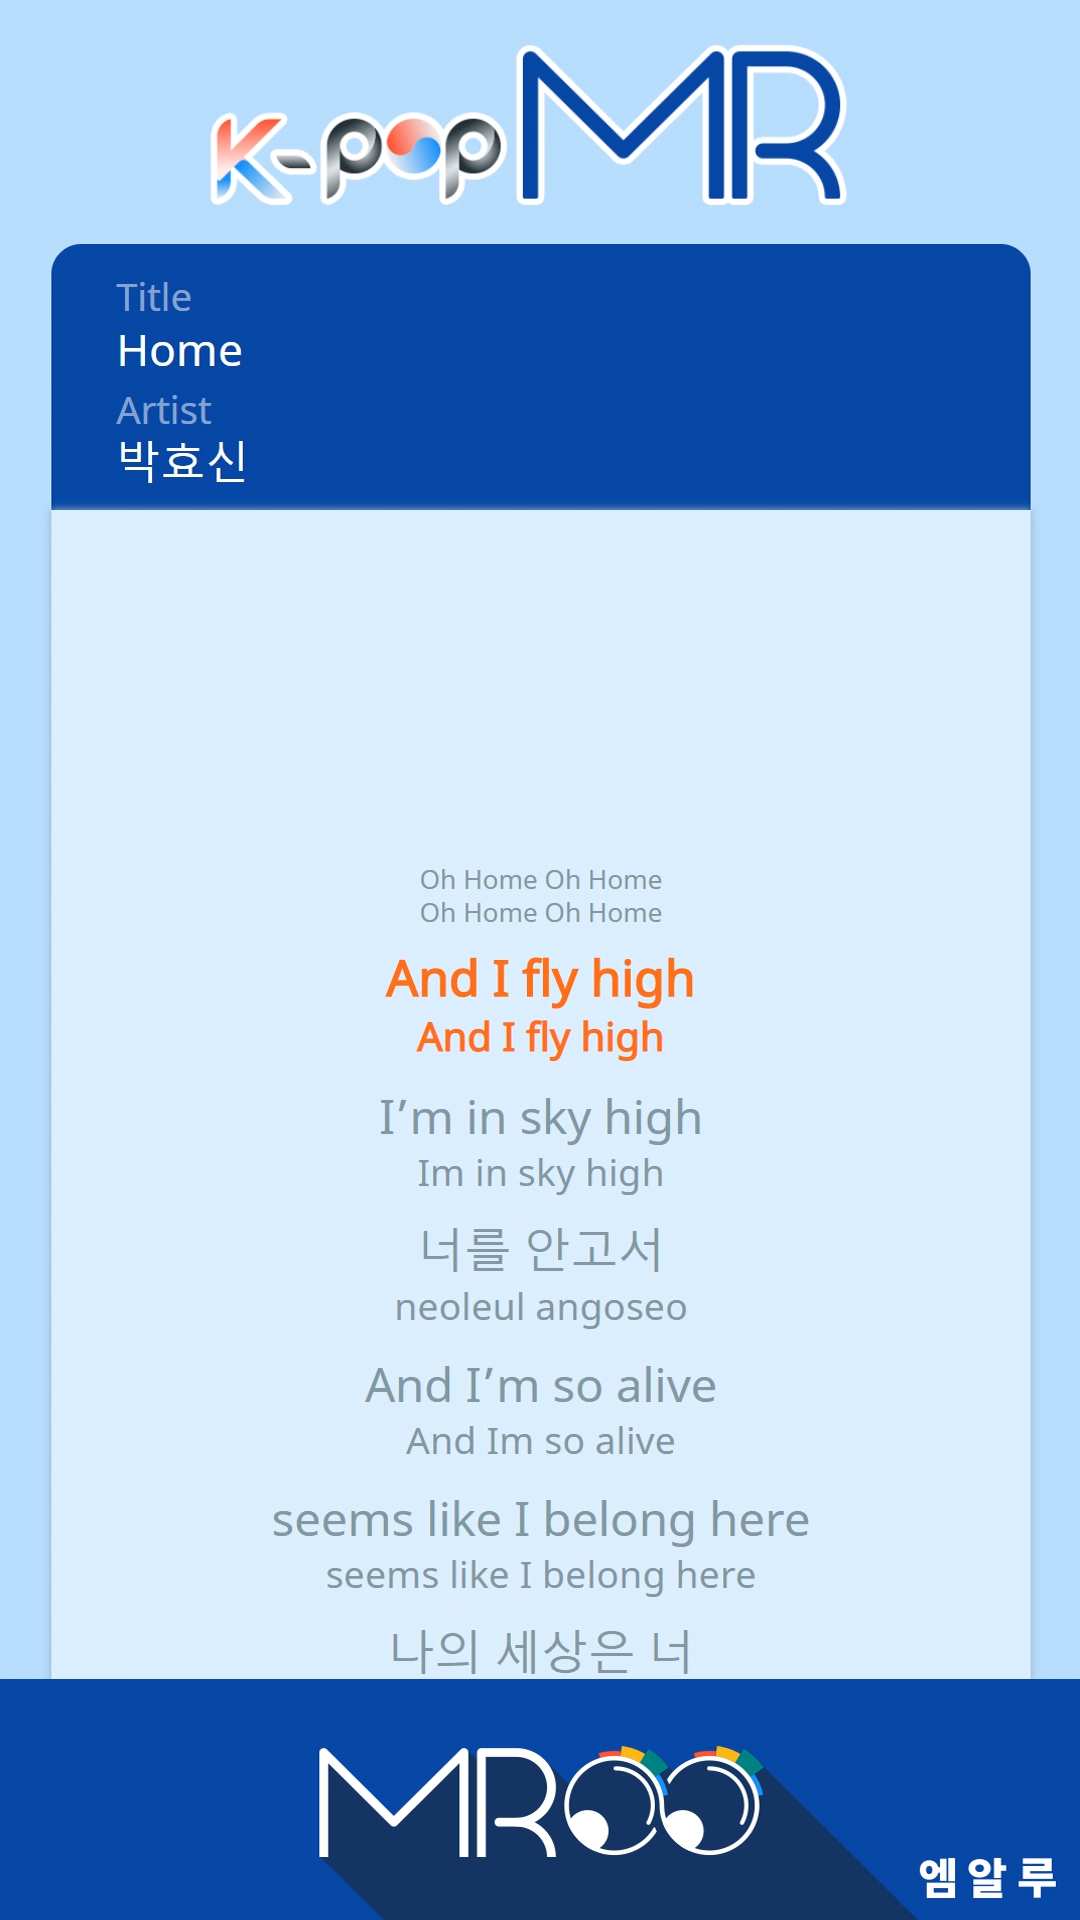 K-pop MR
Title
Home
Artist
박효신
Oh Home Oh Home
Oh Home Oh Home
And I fly high
And I fly high
I’m in sky high
Im in sky high
너를 안고서
neoleul angoseo
And I’m so alive
And Im so alive
seems like I belong here
seems like I belong here
나의 세상은 너
MROO
엠알루